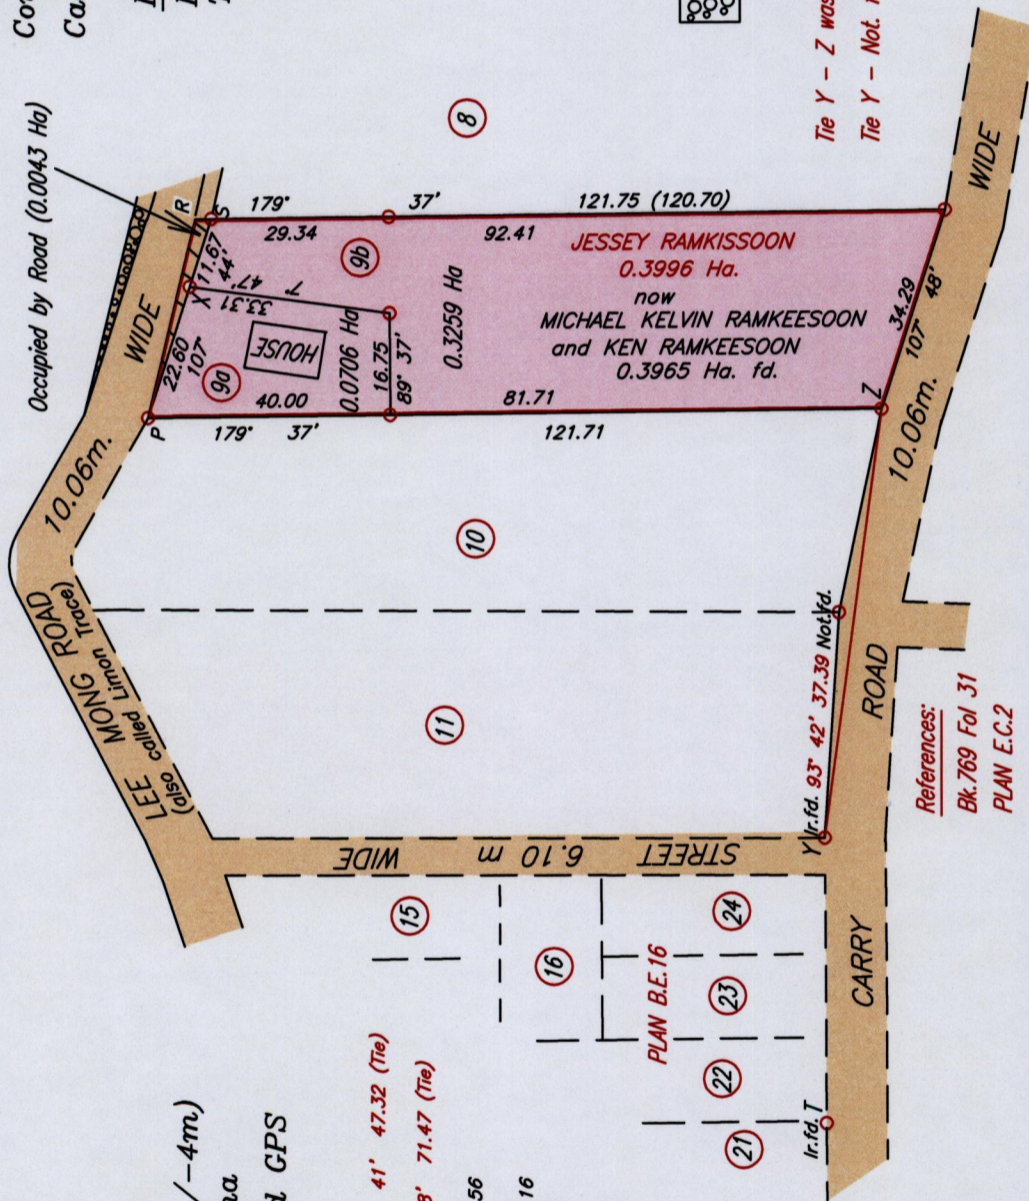 Occupied by Road (0.0043 Ha)
LEE MONG ROAD
(also called Limon Trace)
10.06m.
WIDE
P
22.60
107°
X
11.67
44'
R
S
179°
37'
121.75 (120.70)
29.34
92.41
9a
9b
33.31
7°
47'
HOUSE
0.0706 Ha
0.3259 Ha
40.00
16.75
89° 37'
81.71
179° 37'
121.71
JESSEY RAMKISSOON
0.3996 Ha.
now
MICHAEL KELVIN RAMKEESOON
and KEN RAMKEESOON
0.3965 Ha. fd.
34.29
107° 48'
Z
8
10
11
15
16
PLAN B.E.16
21
22
23
24
STREET 6.10 m WIDE
Y Ir.fd. 93° 42' 37.39 Not.fd.
Ir.fd. T
CARRY ROAD 10.06m. WIDE
References:
Bk.769 Fol 31
PLAN E.C.2
Tie Y - Z was
Tie Y - Not.
/-4m)
GPS
41' 47.32 (Tie)
8' 71.47 (Tie)
56
16